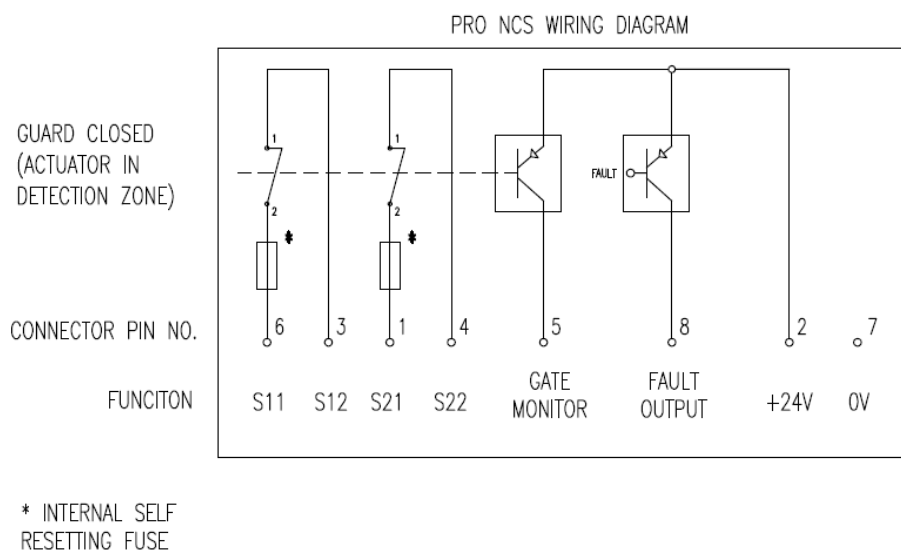 PRO NCS WIRING DIAGRAM
GUARD CLOSED
(ACTUATOR IN
DETECTION ZONE)
1
2
*
1
2
*
FAULT
CONNECTOR PIN NO.
6 3 1 4 5 8 2 7
FUNCITON
S11 S12 S21 S22
GATE
MONITOR
FAULT
OUTPUT
+24V 0V
* INTERNAL SELF
RESETTING FUSE